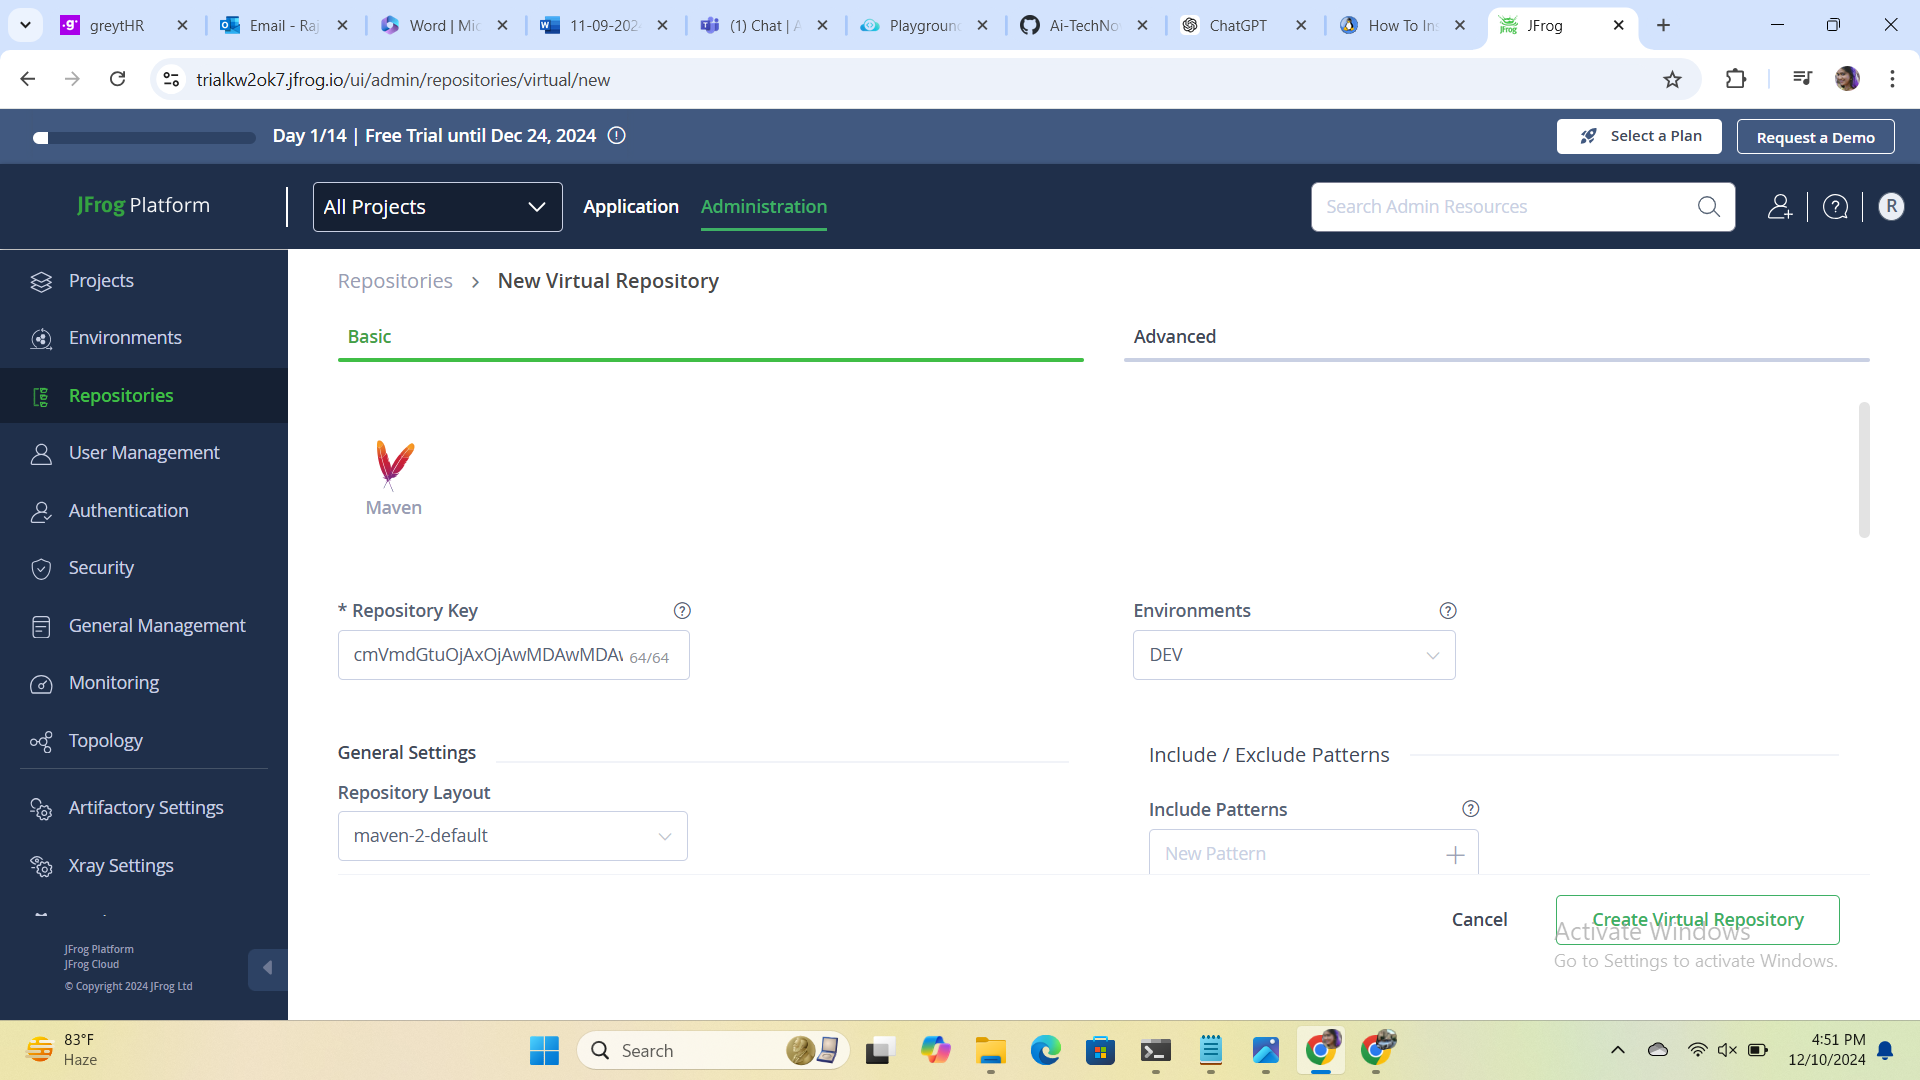 greytHR
Email - Raj
Word | Mic
11-09-202
(1) Chat | A
Playground
Ai-TechNo
ChatGPT
How To Ins
JFrog
trialkw2ok7.jfrog.io/ui/admin/repositories/virtual/new
Day 1/14 | Free Trial until Dec 24, 2024
Select a Plan
Request a Demo
JFrog Platform
All Projects
Application
Administration
Search Admin Resources
R
Projects
Environments
Repositories
User Management
Authentication
Security
General Management
Monitoring
Topology
Artifactory Settings
Xray Settings
JFrog Platform
JFrog Cloud
© Copyright 2024 JFrog Ltd
Repositories > New Virtual Repository
Basic
Advanced
Maven
* Repository Key
cmVmdGtuOjAxOjAwMDAwMDAw 64/64
Environments
DEV
General Settings
Repository Layout
maven-2-default
Include / Exclude Patterns
Include Patterns
New Pattern
Cancel
Create Virtual Repository
Activate Windows
Go to Settings to activate Windows.
83°F
Haze
Search
4:51 PM
12/10/2024